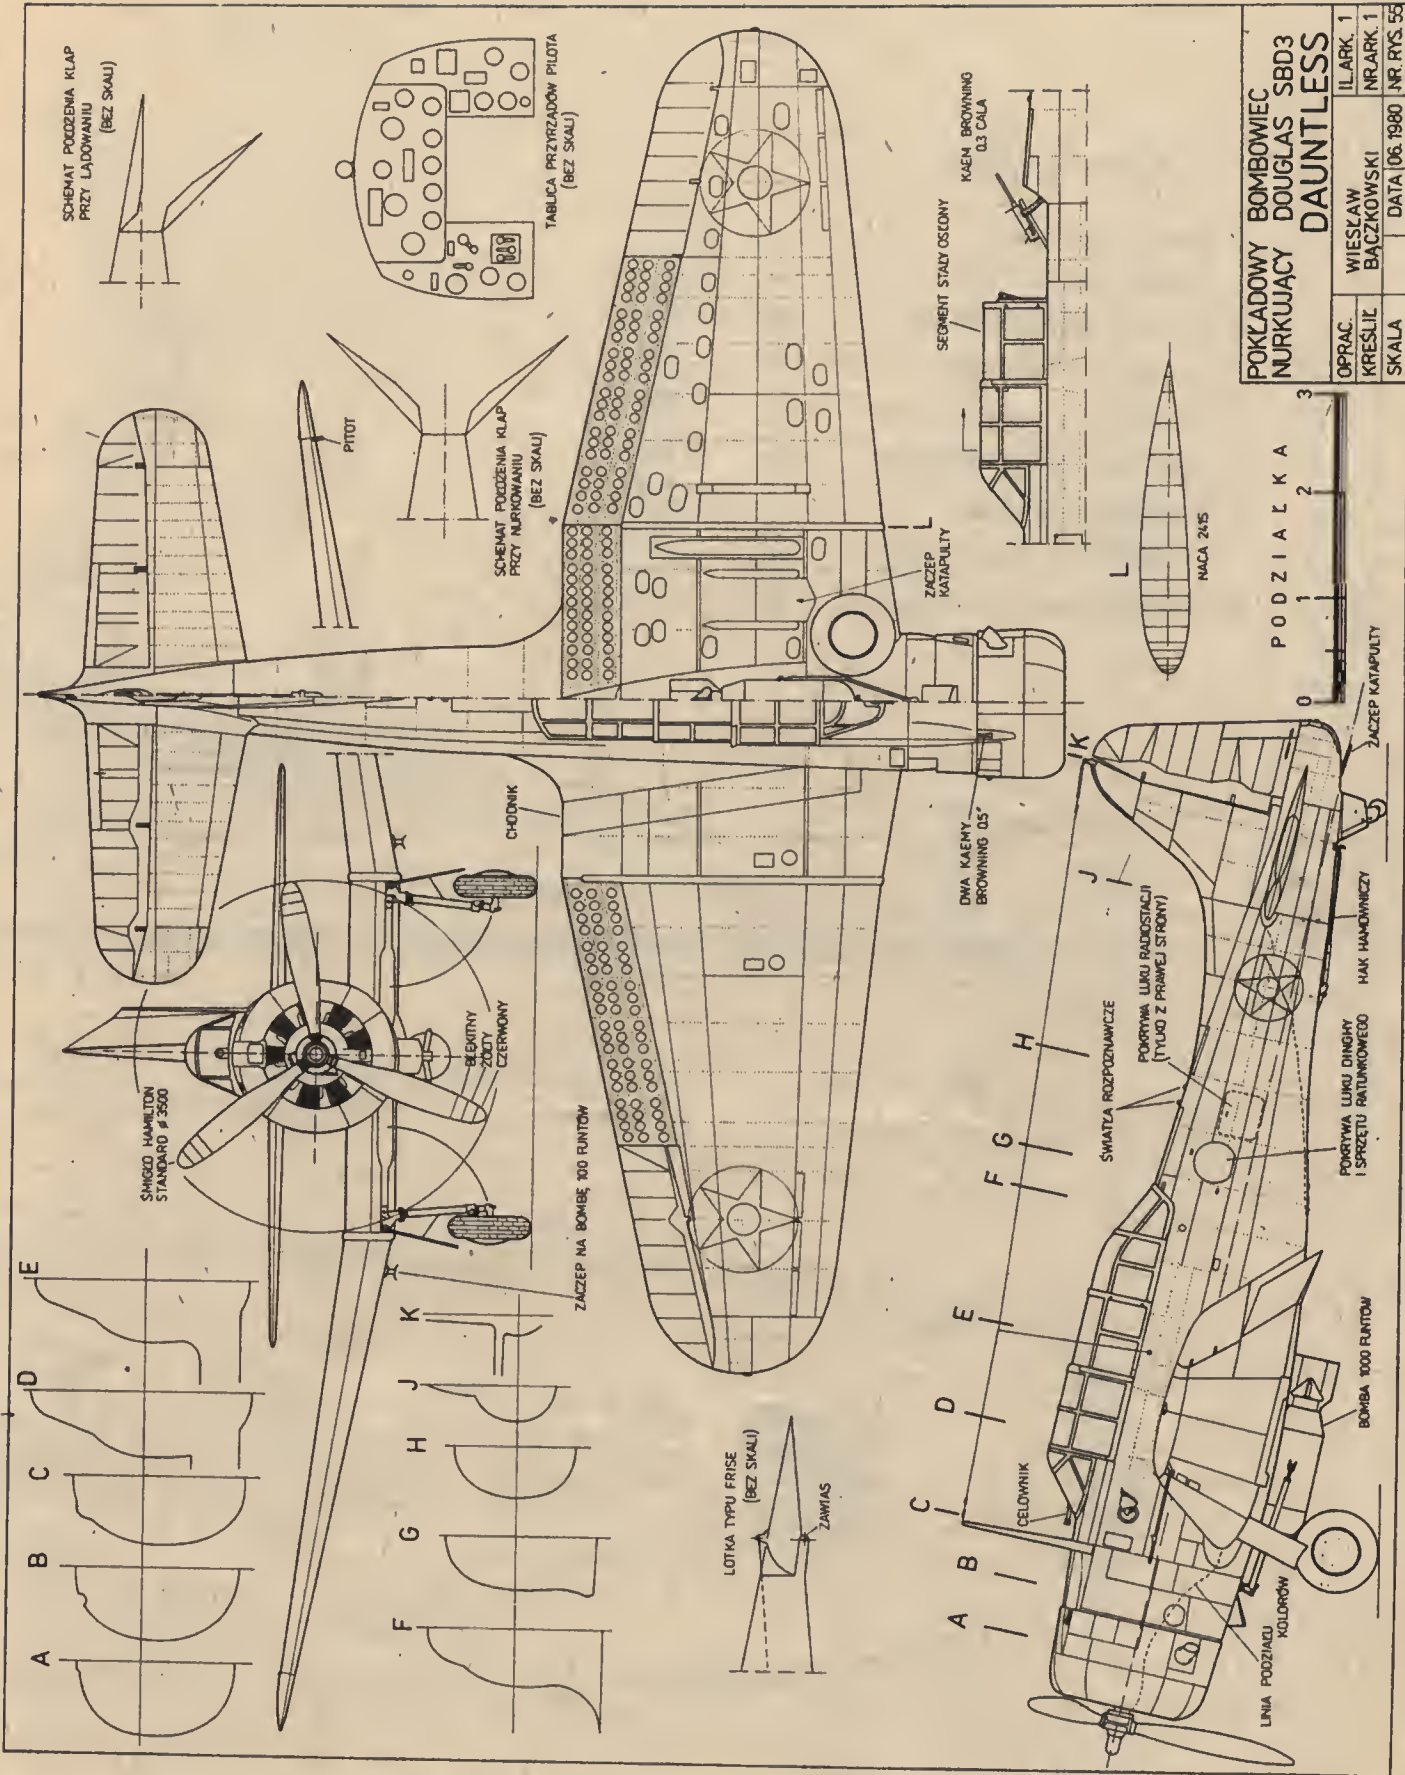 SCHEMAT POŁOŻENIA KLAP
PRZY LĄDOWANIU
(BEZ SKALI)
TABLICA PRZYRZĄDÓW PILOTA
(BEZ SKALI)
PITOT
SCHEMAT POŁOŻENIA KLAP
PRZY NURKOWANIU
(BEZ SKALI)
KAEM BROWNING
0.3 CALA
SEGMENT STAŁY OSŁONY
ZACZEP
KATAPULTY
L
L
NACA 2415
CHODNIK
DWA KAEMY
BROWNING 0.5"
ŚMIGŁO HAMILTON
STANDARD ø 3500
BŁĘKITNY
ŻÓŁTY
CZERWONY
ZACZEP NA BOMBĘ 100 FUNTÓW
A
B
C
D
E
F
G
H
J
K
LOTKA TYPU FRISE
(BEZ SKALI)
ZAWIAS
A
B
C
D
E
F
G
H
J
K
CELOWNIK
ŚWIATŁA ROZPOZNAWCZE
POKRYWA LUKU RADIOSTACJI
(TYLKO Z PRAWEJ STRONY)
LINIA PODZIAŁU
KOLORÓW
BOMBA 1000 FUNTÓW
POKRYWA LUKU DINGHY
I SPRZĘTU RATUNKOWEGO
HAK HAMOWNICZY
ZACZEP KATAPULTY
PODZIAŁKA
0 1 2 3
POKŁADOWY BOMBOWIEC
NURKUJĄCY DOUGLAS SBD3
DAUNTLESS
OPRAC. WIESŁAW IL.ARK. 1
KREŚLIŁ BĄCZKOWSKI NR.ARK. 1
SKALA DATA 06.1980 NR. RYS. 55